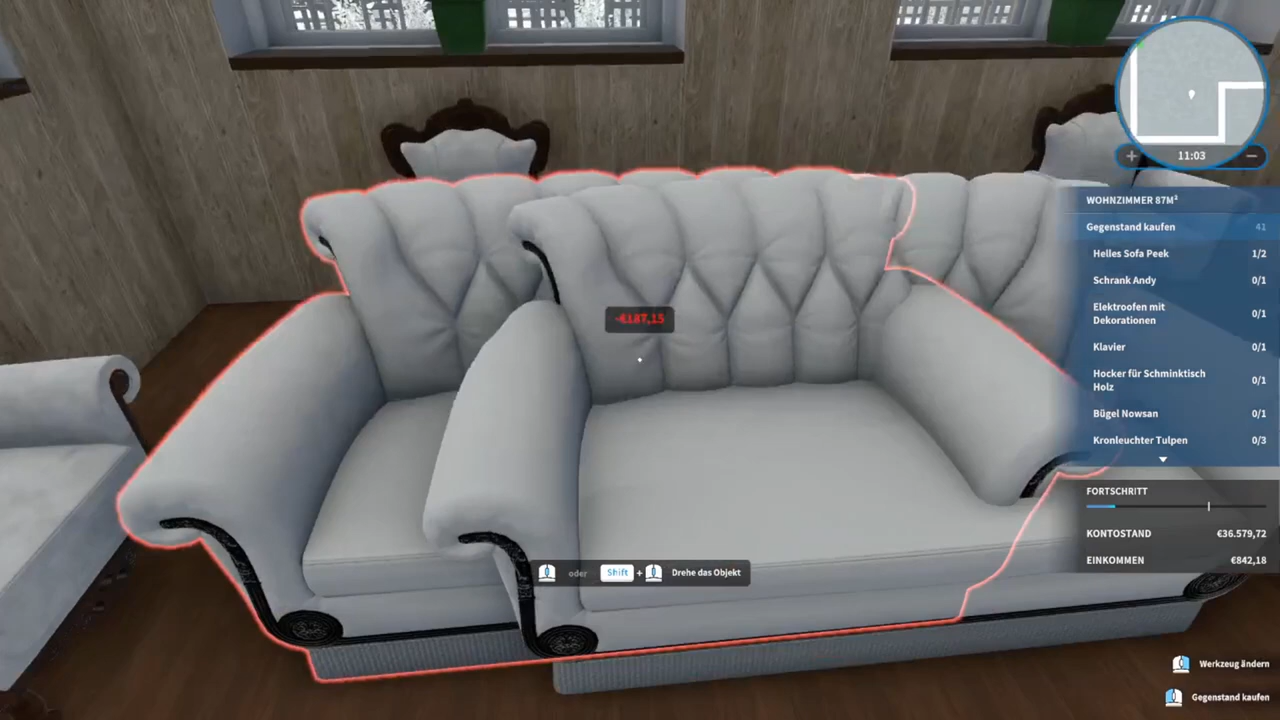 11:03
WOHNZIMMER 87M²
Gegenstand kaufen 41
Helles Sofa Peek 1/2
Schrank Andy 0/1
Elektroofen mit
Dekorationen 0/1
Klavier 0/1
Hocker für Schminktisch
Holz 0/1
Bügel Nowsan 0/1
Kronleuchter Tulpen 0/3
-€187,15
FORTSCHRITT
KONTOSTAND €36.579,72
EINKOMMEN €842,18
oder Shift + Drehe das Objekt
Werkzeug ändern
Gegenstand kaufen